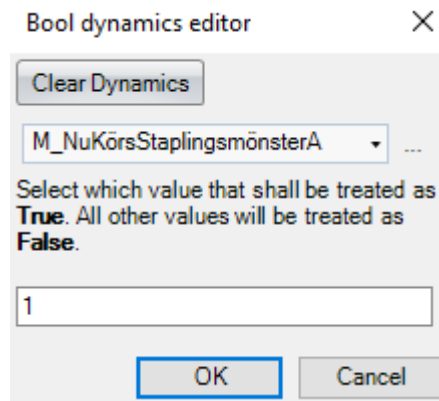 Bool dynamics editor
Clear Dynamics
M_NuKörsStaplingsmönsterA
...
Select which value that shall be treated as
True. All other values will be treated as
False.
1
OK
Cancel